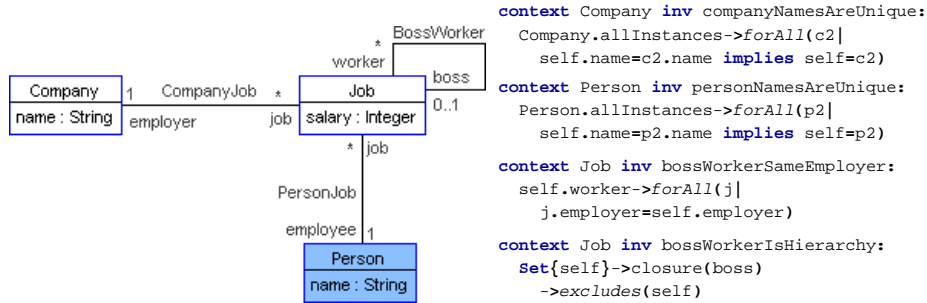 BossWorker
*
worker
boss
0..1
Company
name : String
1
CompanyJob
*
employer
job
Job
salary : Integer
*
job
PersonJob
employee
1
Person
name : String
context Company inv companyNamesAreUnique:
Company.allInstances->forAll(c2|
self.name=c2.name implies self=c2)
context Person inv personNamesAreUnique:
Person.allInstances->forAll(p2|
self.name=p2.name implies self=p2)
context Job inv bossWorkerSameEmployer:
self.worker->forAll(j|
j.employer=self.employer)
context Job inv bossWorkerIsHierarchy:
Set{self}->closure(boss)
->excludes(self)